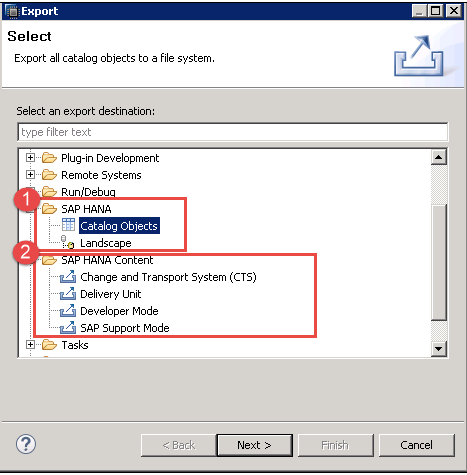 Export
Select
Export all catalog objects to a file system.
Select an export destination:
type filter text
Plug-in Development
Remote Systems
Run/Debug
1
SAP HANA
Catalog Objects
Landscape
2
SAP HANA Content
Change and Transport System (CTS)
Delivery Unit
Developer Mode
SAP Support Mode
Tasks
?
< Back
Next >
Finish
Cancel